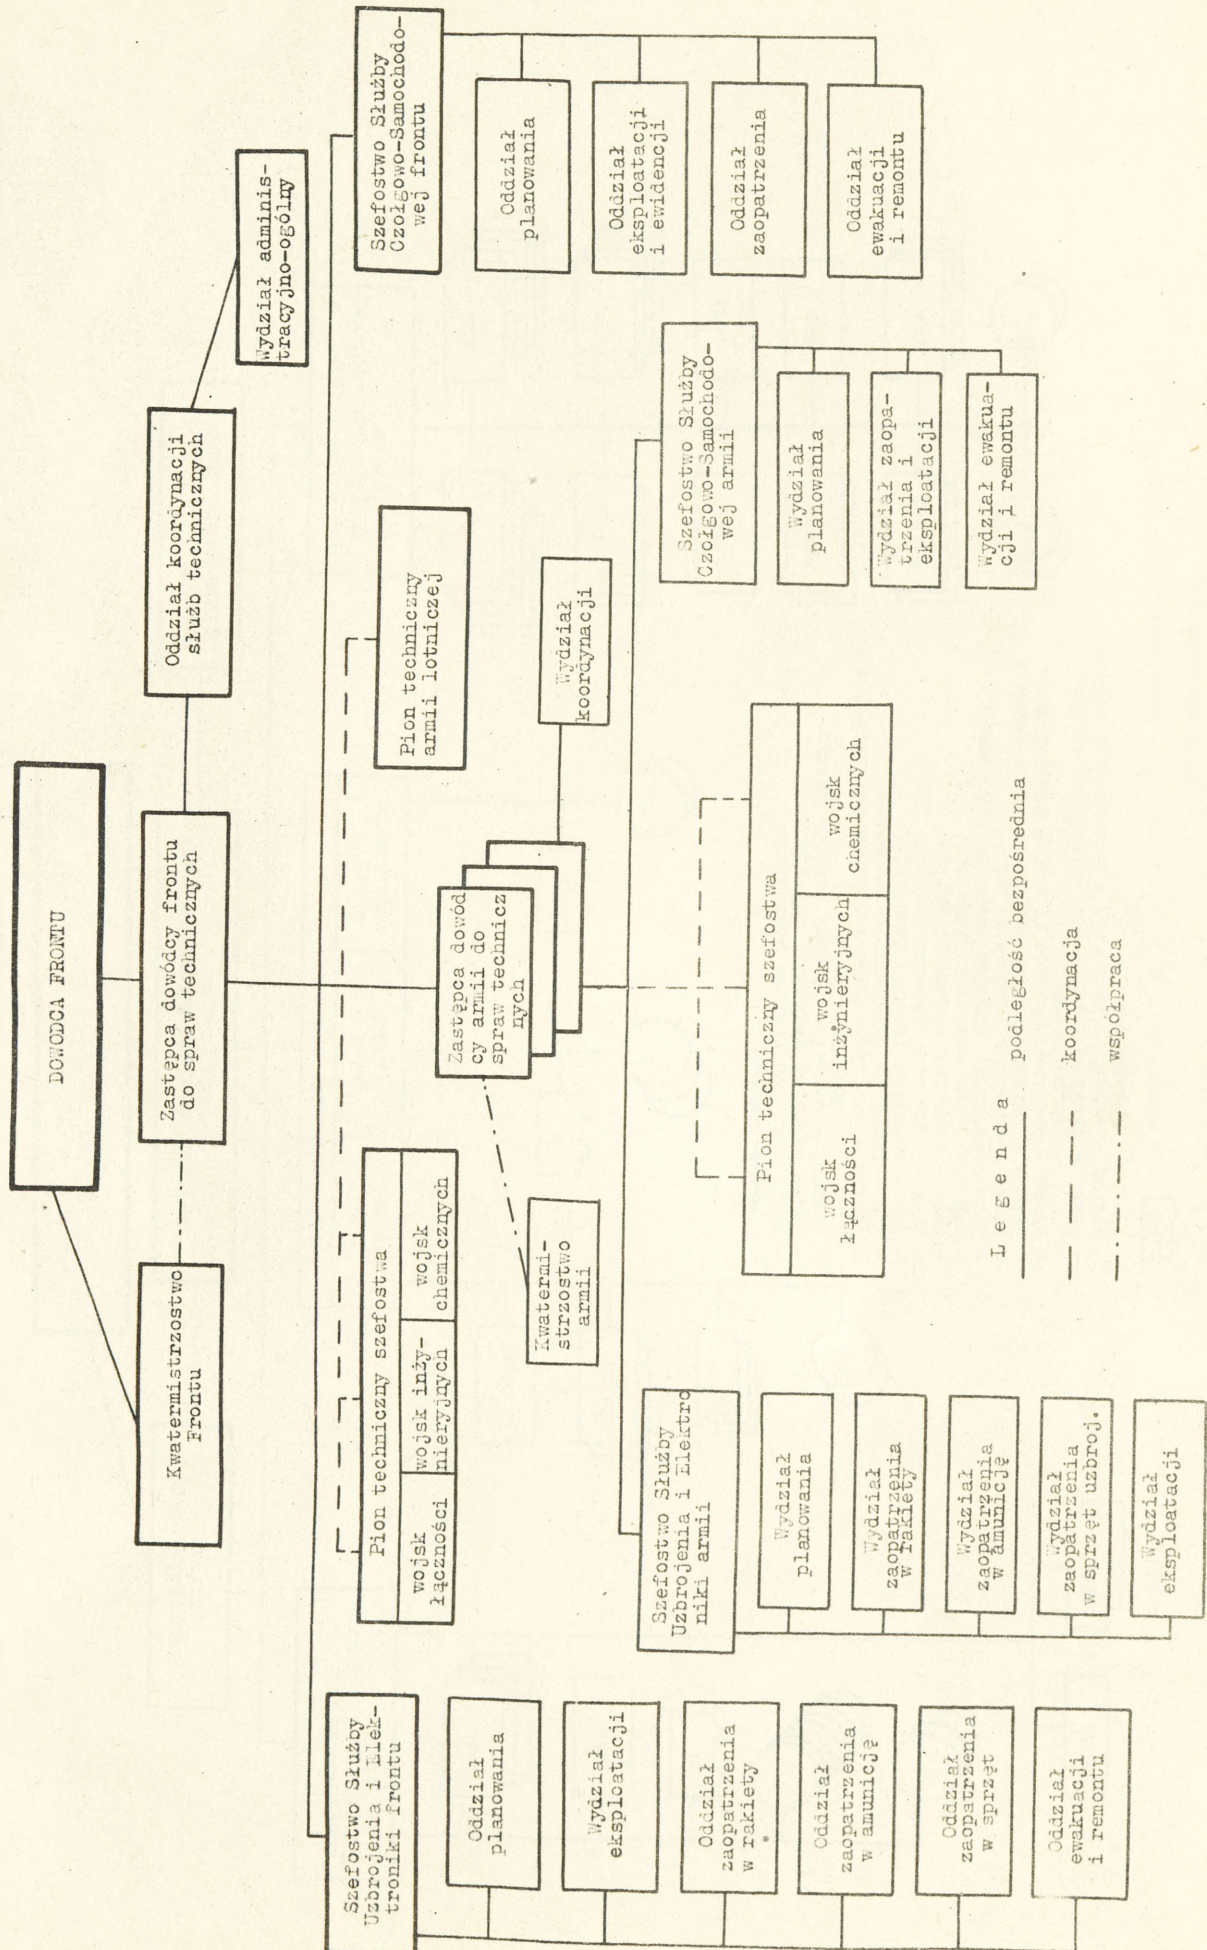 DOWODCA FRONTU
Kwatermistrzostwo
Frontu
Zastępca dowódcy frontu
do spraw technicznych
Oddział koordynacji
służb technicznych
Wydział adminis-
tracyjno-ogólny
Szefostwo Służby
Uzbrojenia i Elek-
troniki frontu
Oddział
planowania
Wydział
eksploatacji
Oddział
zaopatrzenia
w rakiety
Oddział
zaopatrzenia
w amunicję
Oddział
zaopatrzenia
w sprzęt
Oddział
ewakuacji
i remontu
Pion techniczny szefostwa
wojsk
łączności
wojsk inży-
nieryjnych
wojsk
chemicznych
Pion techniczny
armii lotniczej
Szefostwo Służby
Czołgowo-Samochodo-
wej frontu
Oddział
planowania
Oddział
eksploatacji
i ewidencji
Oddział
zaopatrzenia
Oddział
ewakuacji
i remontu
Zastępca dowód
cy armii do
spraw technicz
nych
Kwatermi-
strzostwo
armii
Wydział
koordynacji
Szefostwo Służby
Uzbrojenia i Elektro
niki armii
Wydział
planowania
Wydział
zaopatrzenia
w rakiety
Wydział
zaopatrzenia
w amunicję
Wydział
zaopatrzenia
w sprzęt uzbroj.
Wydział
eksploatacji
Pion techniczny szefostwa
wojsk
łączności
wojsk
inżynieryjnych
wojsk
chemicznych
Szefostwo Służby
Czołgowo-Samochodo-
wej armii
Wydział
planowania
Wydział zaopa-
trzenia i
eksploatacji
Wydział ewakua-
cji i remontu
L e g e n d a
podległość bezpośrednia
koordynacja
współpraca